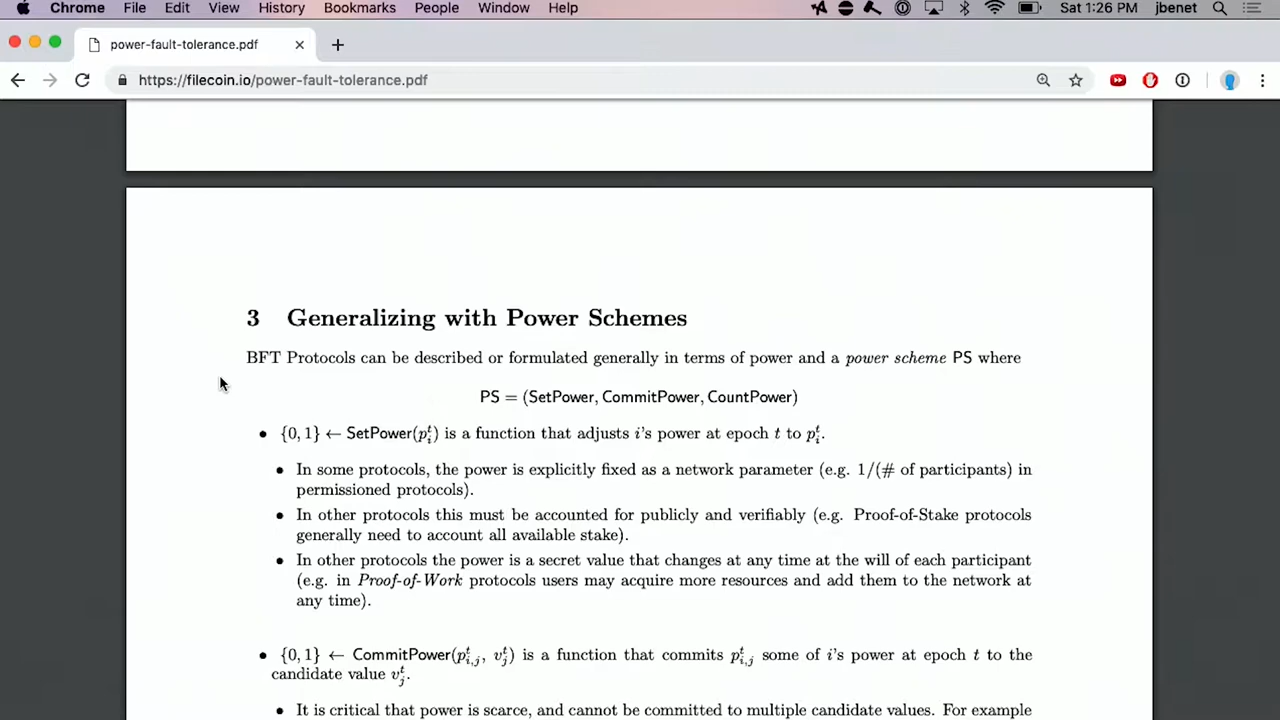 Chrome File Edit View History Bookmarks People Window Help Sat 1:26 PM jbenet
power-fault-tolerance.pdf
https://filecoin.io/power-fault-tolerance.pdf
3 Generalizing with Power Schemes
BFT Protocols can be described or formulated generally in terms of power and a power scheme PS where
PS = (SetPower, CommitPower, CountPower)
• {0, 1} ← SetPower(p_i^t) is a function that adjusts i's power at epoch t to p_i^t.
• In some protocols, the power is explicitly fixed as a network parameter (e.g. 1/(# of participants) in
permissioned protocols).
• In other protocols this must be accounted for publicly and verifiably (e.g. Proof-of-Stake protocols
generally need to account all available stake).
• In other protocols the power is a secret value that changes at any time at the will of each participant
(e.g. in Proof-of-Work protocols users may acquire more resources and add them to the network at
any time).
• {0, 1} ← CommitPower(p_{i,j}^t, v_j^t) is a function that commits p_{i,j}^t some of i's power at epoch t to the
candidate value v_j^t.
• It is critical that power is scarce, and cannot be committed to multiple candidate values. For example